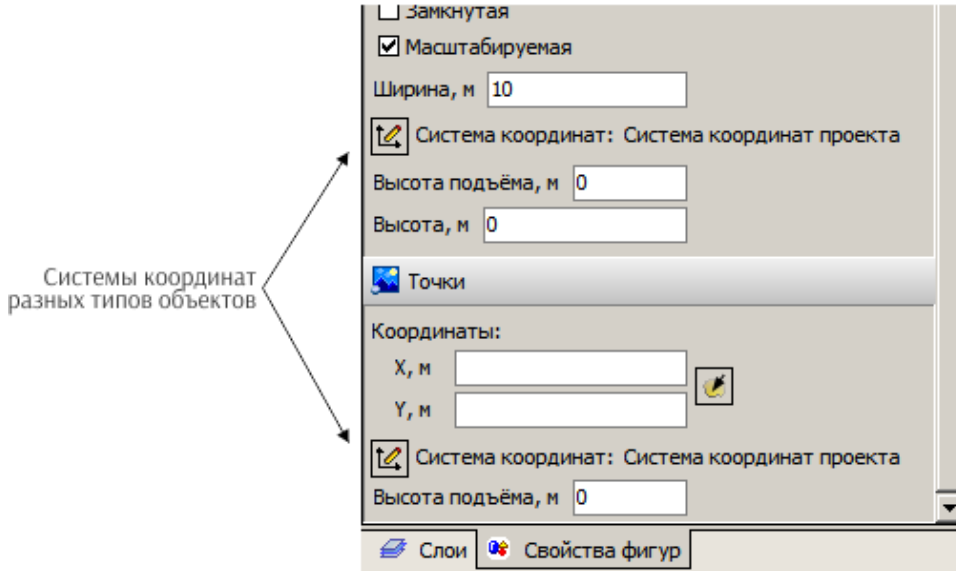 Замкнутая
Масштабируемая
Ширина, м 10
Система координат: Система координат проекта
Высота подъёма, м 0
Высота, м 0
Системы координат
разных типов объектов
Точки
Координаты:
X, м
Y, м
Система координат: Система координат проекта
Высота подъёма, м 0
Слои Свойства фигур